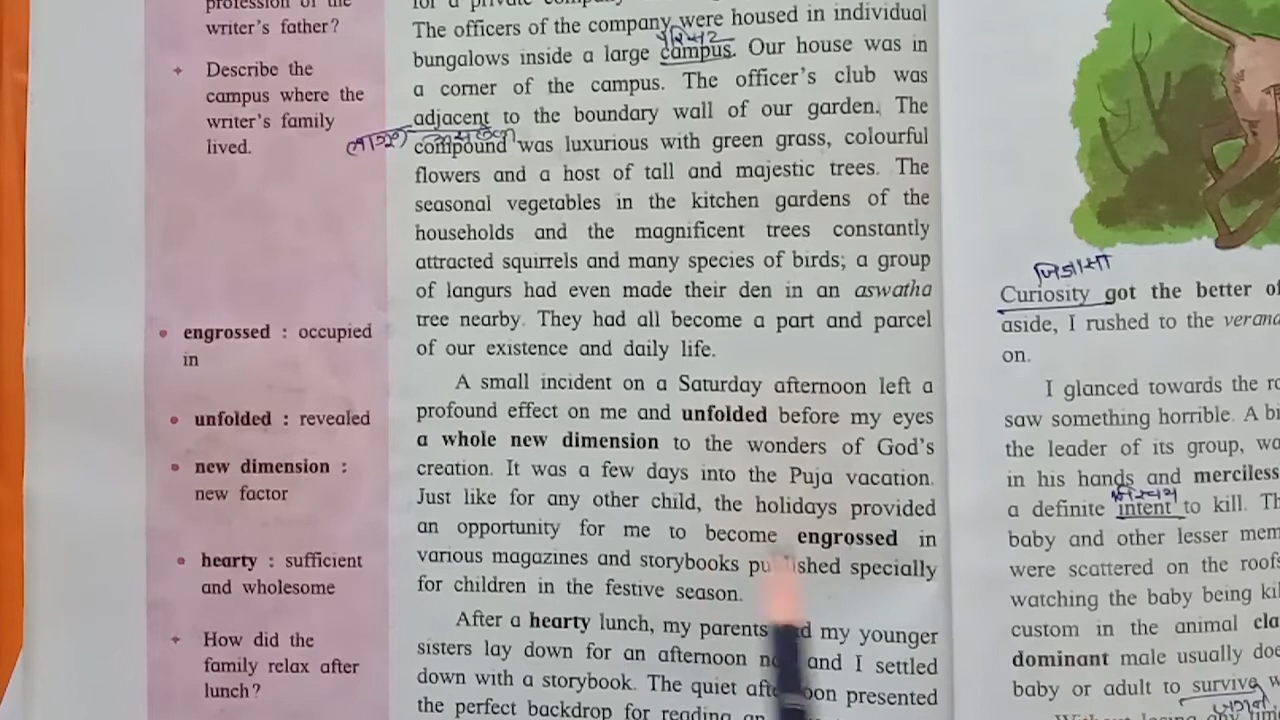 profession of the
writer's father?
Describe the
campus where the
writer's family
lived.
engrossed : occupied
in
unfolded : revealed
new dimension :
new factor
hearty : sufficient
and wholesome
How did the
family relax after
lunch?
for a private
The officers of the company were housed in individual
परिसर
bungalows inside a large campus. Our house was in
a corner of the campus. The officer's club was
adjacent to the boundary wall of our garden. The
compound was luxurious with green grass, colourful
flowers and a host of tall and majestic trees. The
seasonal vegetables in the kitchen gardens of the
households and the magnificent trees constantly
attracted squirrels and many species of birds; a group
of langurs had even made their den in an aswatha
tree nearby. They had all become a part and parcel
of our existence and daily life.
A small incident on a Saturday afternoon left a
profound effect on me and unfolded before my eyes
a whole new dimension to the wonders of God's
creation. It was a few days into the Puja vacation.
Just like for any other child, the holidays provided
an opportunity for me to become engrossed in
various magazines and storybooks published specially
for children in the festive season.
After a hearty lunch, my parents and my younger
sisters lay down for an afternoon and I settled
down with a storybook. The quiet afternoon presented
the perfect backdrop for reading an
जिज्ञासा
Curiosity got the better of
aside, I rushed to the
on.
I glanced towards the
saw something horrible. A
the leader of its group,
in his hands and
निश्चय
a definite intent to kill.
baby and other lesser
were scattered on the
watching the baby being
custom in the animal
dominant male usually
baby or adult to survive